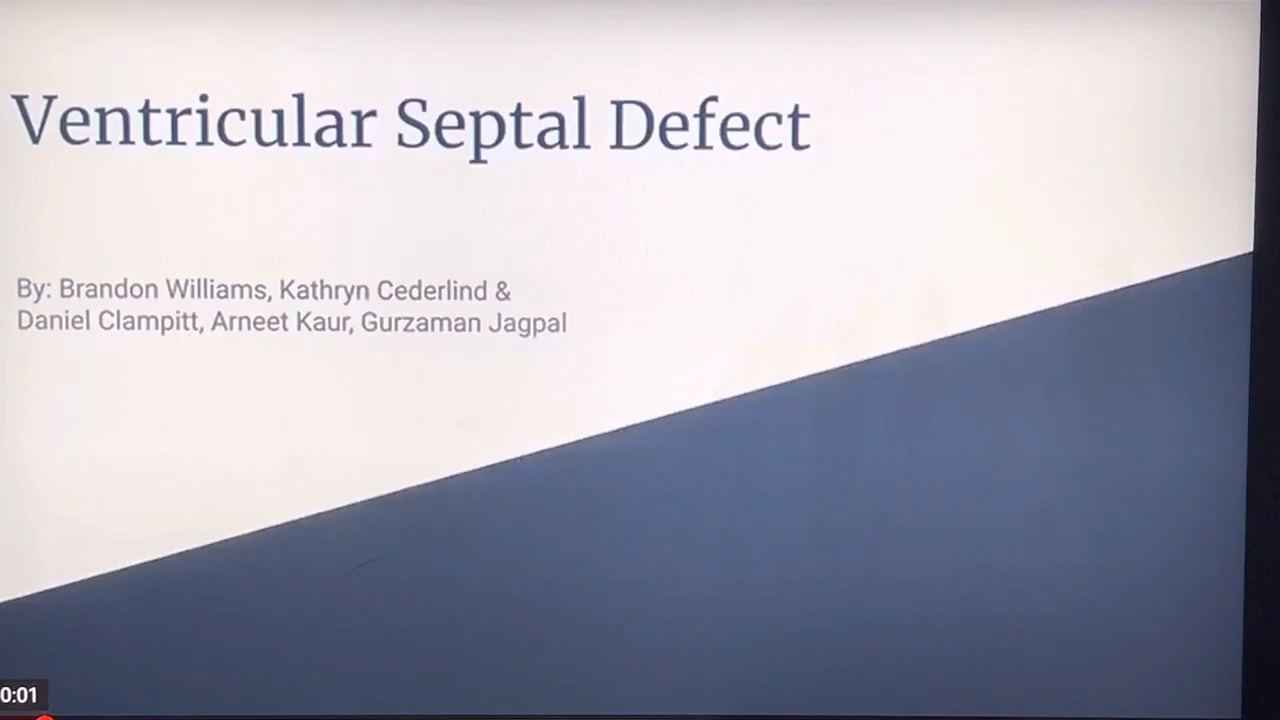 Ventricular Septal Defect
By: Brandon Williams, Kathryn Cederlind &
Daniel Clampitt, Arneet Kaur, Gurzaman Jagpal
0:01